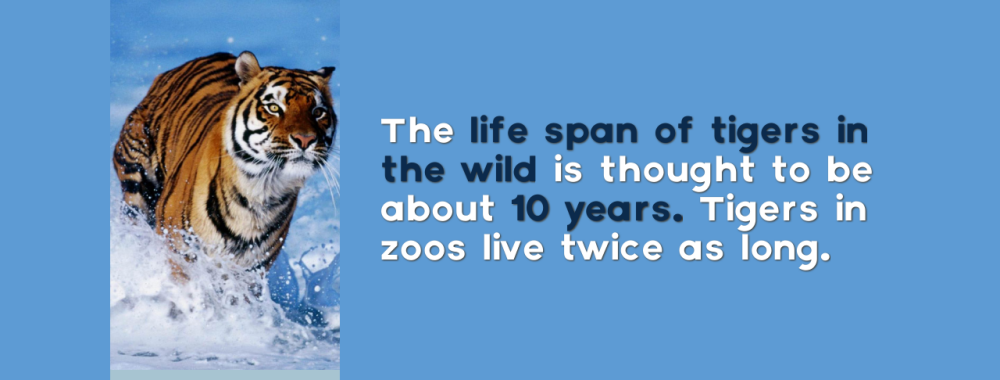 The life span of tigers in
the wild is thought to be
about 10 years. Tigers in
zoos live twice as long.